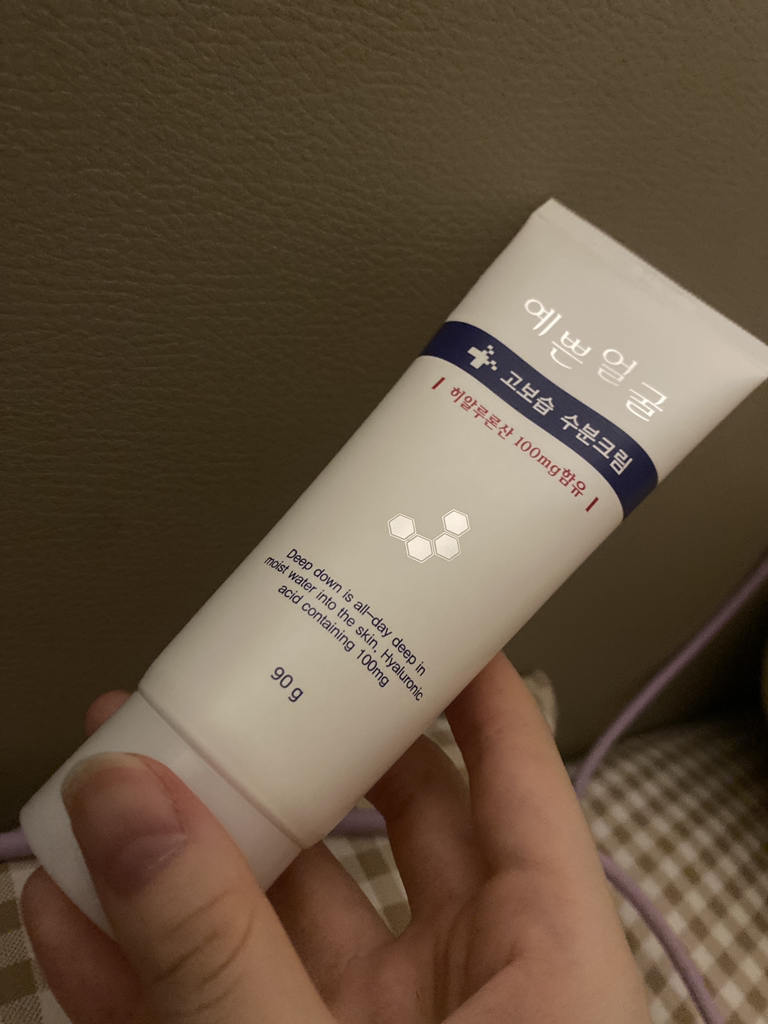 예쁜얼굴
고보습 수분크림
히알루론산 100mg함유
Deep down is all-day deep in
moist water into the skin, Hyaluronic
acid containing 100mg
90 g